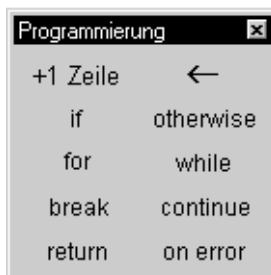 Programmierung
+1 Zeile ←
if otherwise
for while
break continue
return on error